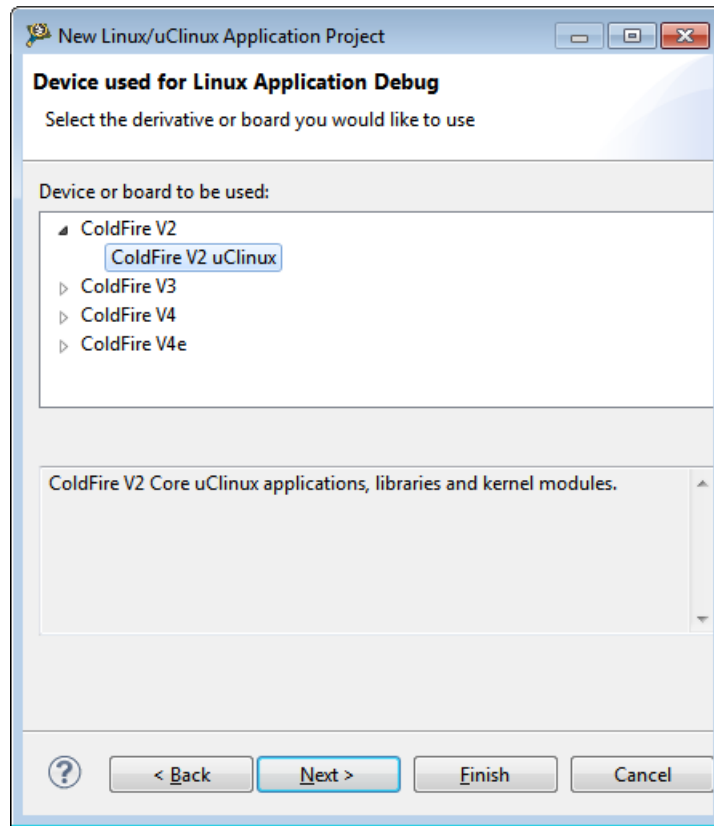 New Linux/uClinux Application Project
Device used for Linux Application Debug
Select the derivative or board you would like to use
Device or board to be used:
ColdFire V2
ColdFire V2 uClinux
ColdFire V3
ColdFire V4
ColdFire V4e
ColdFire V2 Core uClinux applications, libraries and kernel modules.
? < Back Next > Finish Cancel